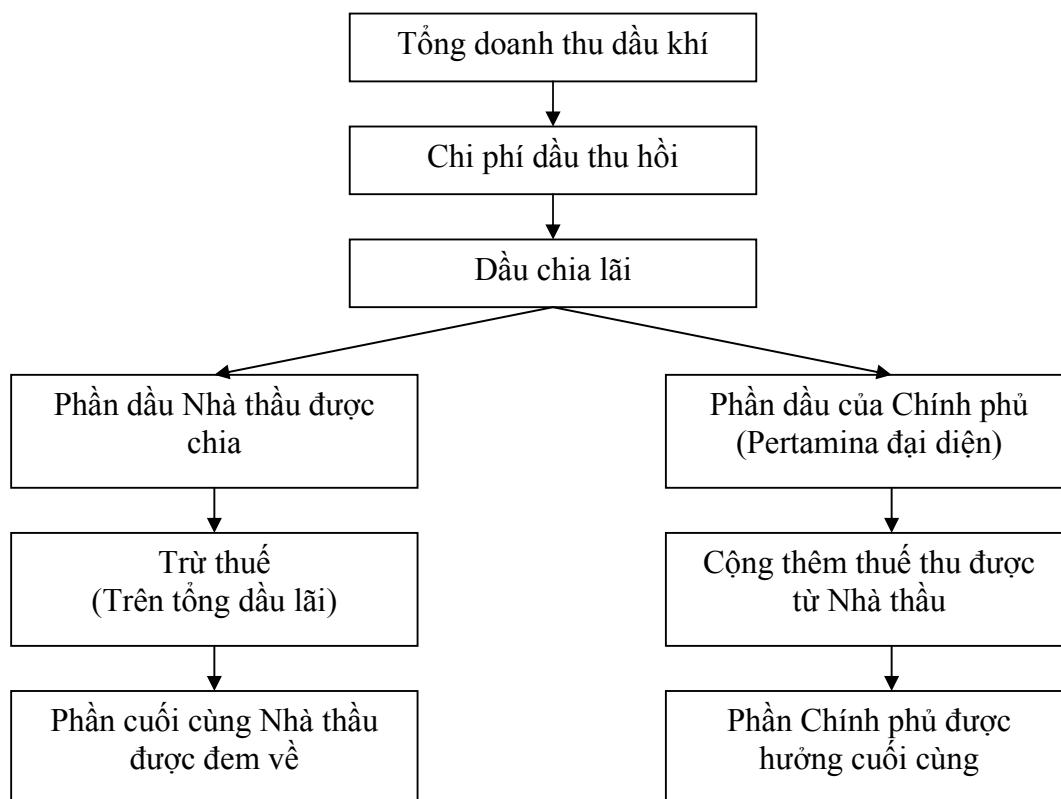 Tổng doanh thu dầu khí
Chi phí dầu thu hồi
Dầu chia lãi
Phần dầu Nhà thầu được
chia
Phần dầu của Chính phủ
(Pertamina đại diện)
Trừ thuế
(Trên tổng dầu lãi)
Cộng thêm thuế thu được
từ Nhà thầu
Phần cuối cùng Nhà thầu
được đem về
Phần Chính phủ được
hưởng cuối cùng